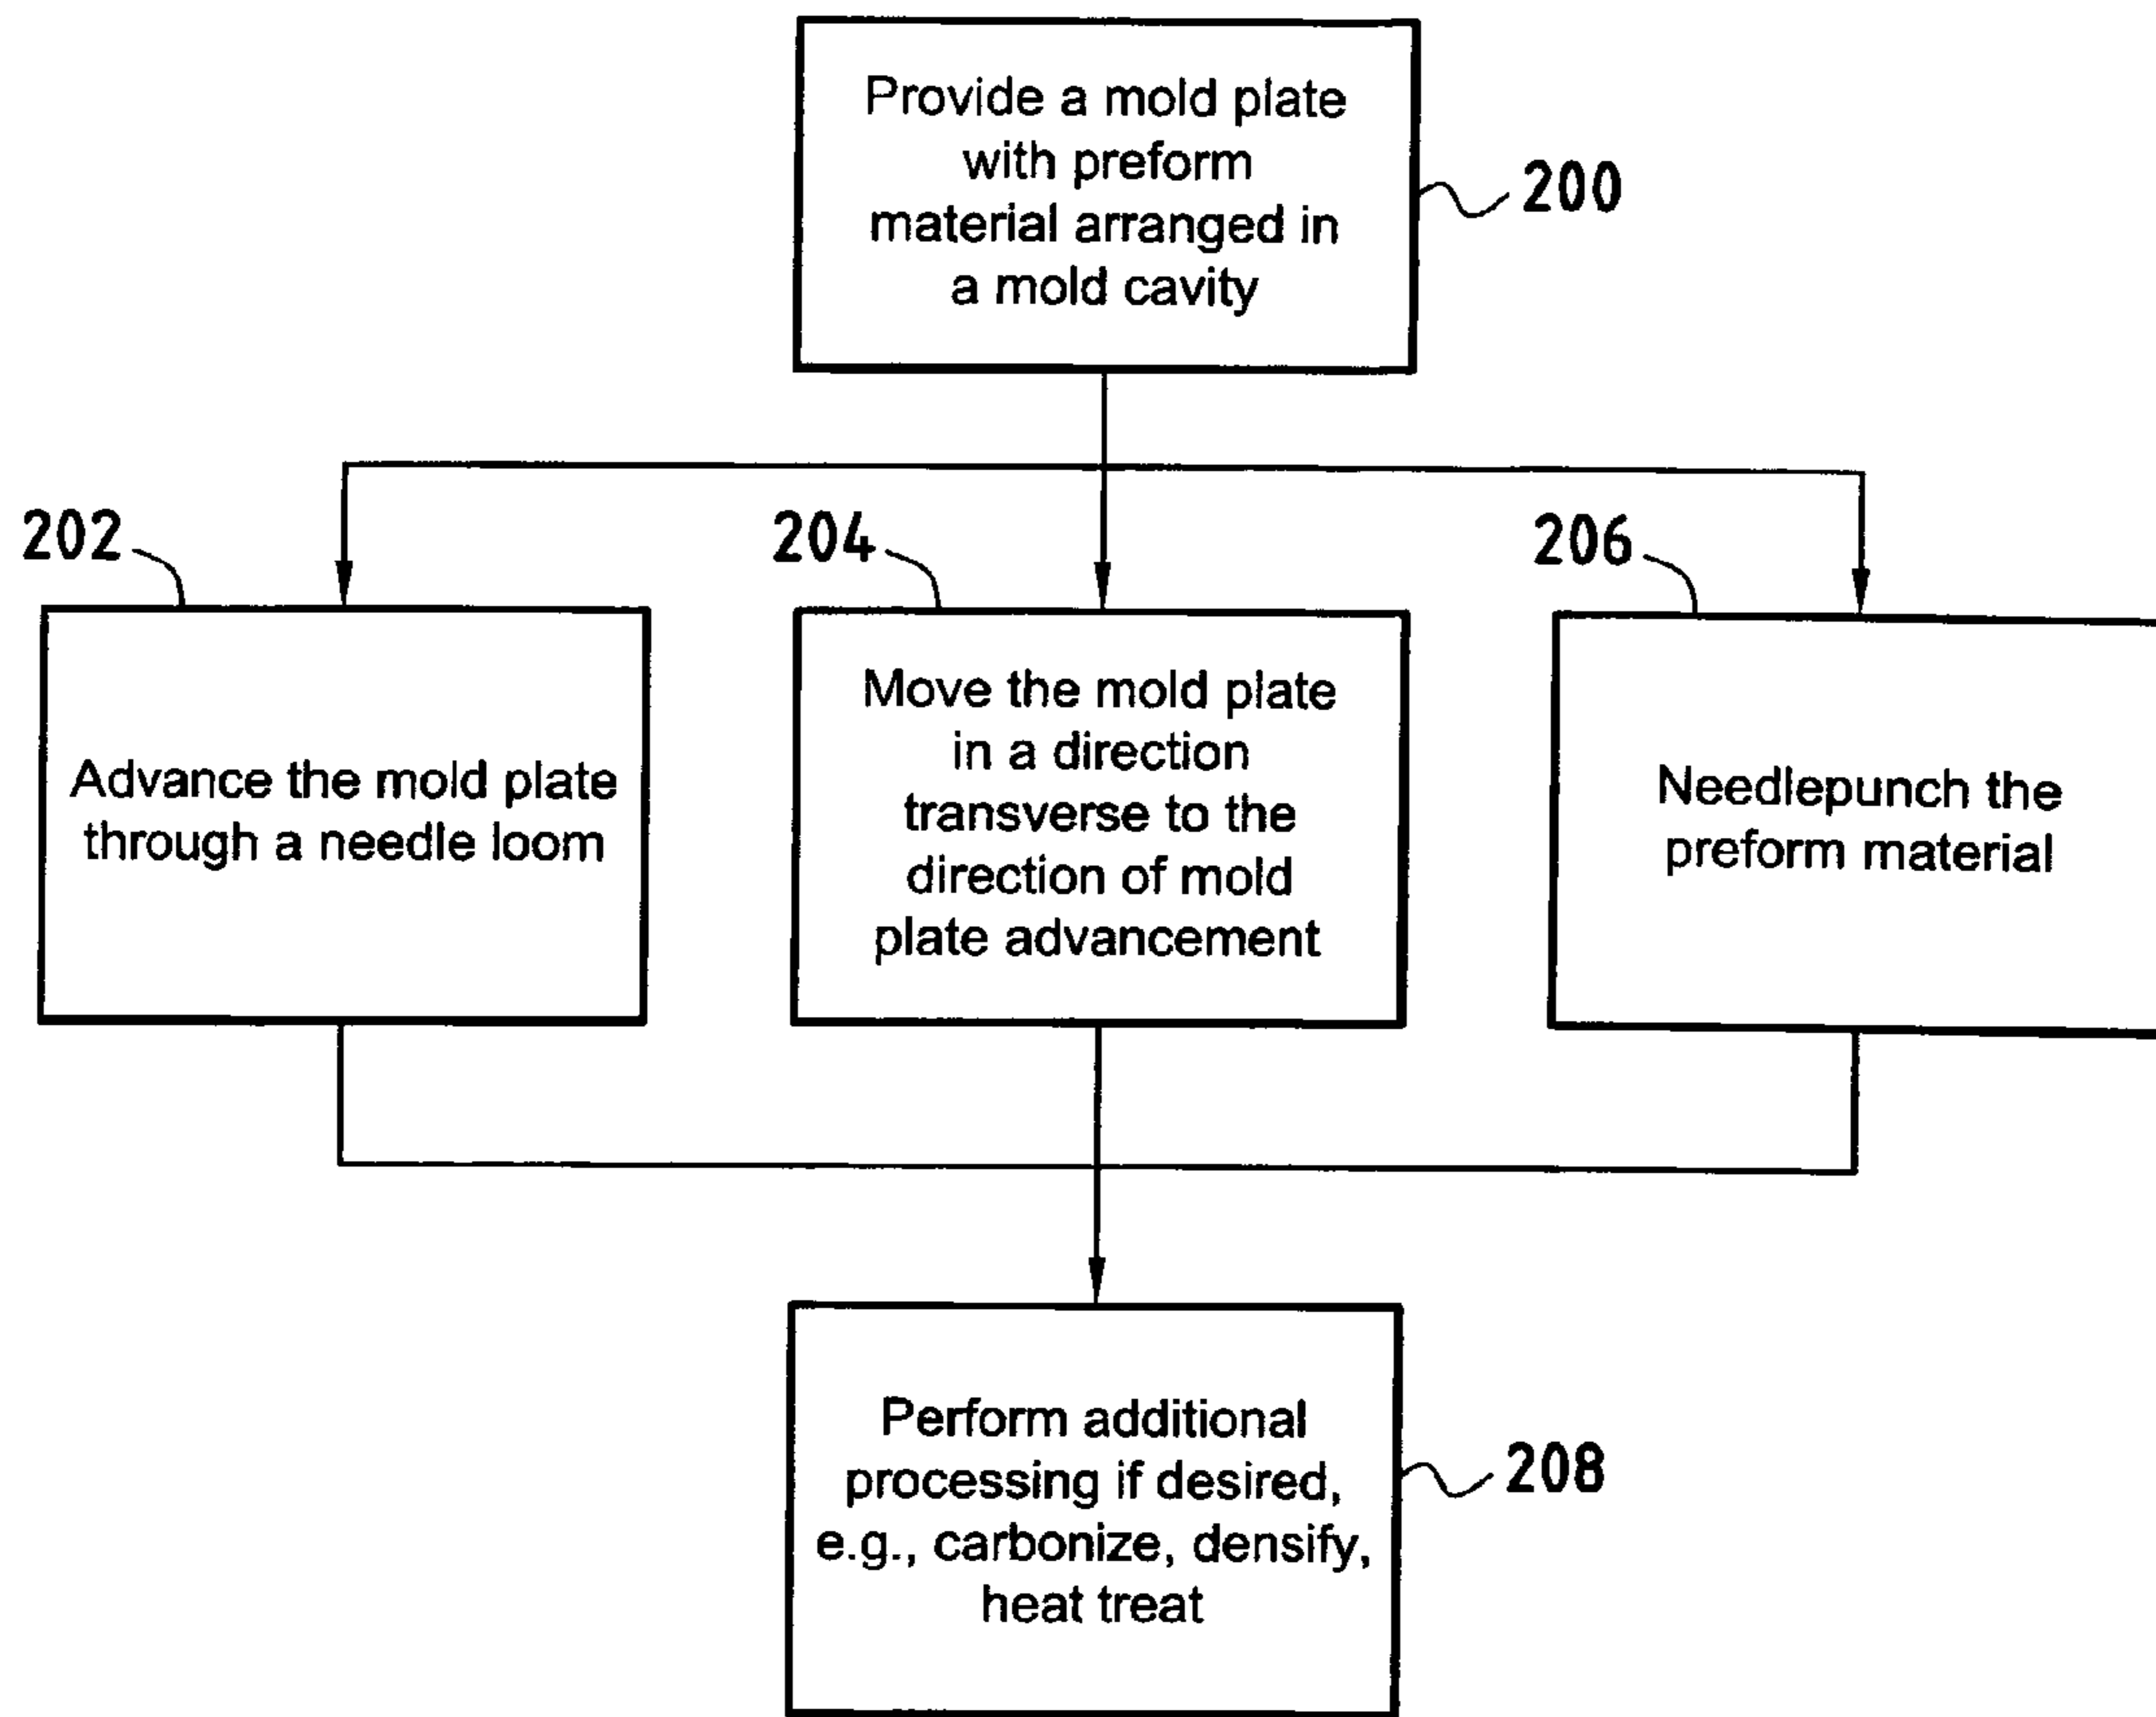 Provide a mold plate
with preform
material arranged in
a mold cavity
200
202
204
206
Advance the mold plate
through a needle loom
Move the mold plate
in a direction
transverse to the
direction of mold
plate advancement
Needlepunch the
preform material
Perform additional
processing if desired,
e.g., carbonize, densify,
heat treat
208